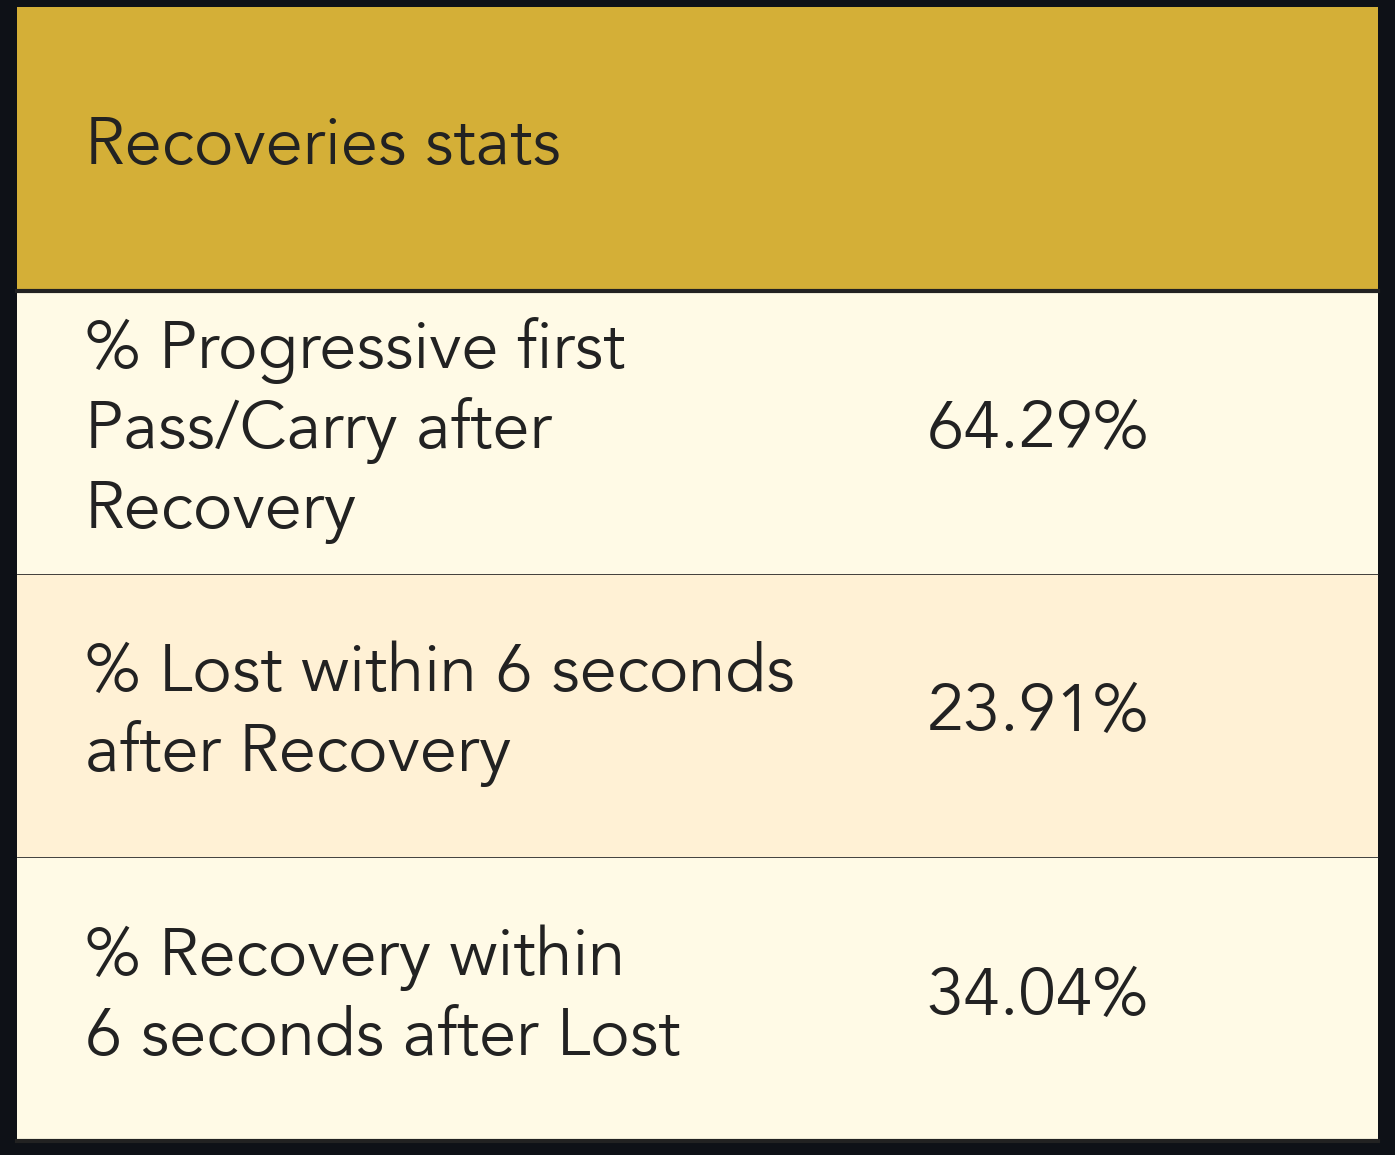 Recoveries stats
% Progressive first
Pass/Carry after
Recovery
64.29%
% Lost within 6 seconds
after Recovery
23.91%
% Recovery within
6 seconds after Lost
34.04%